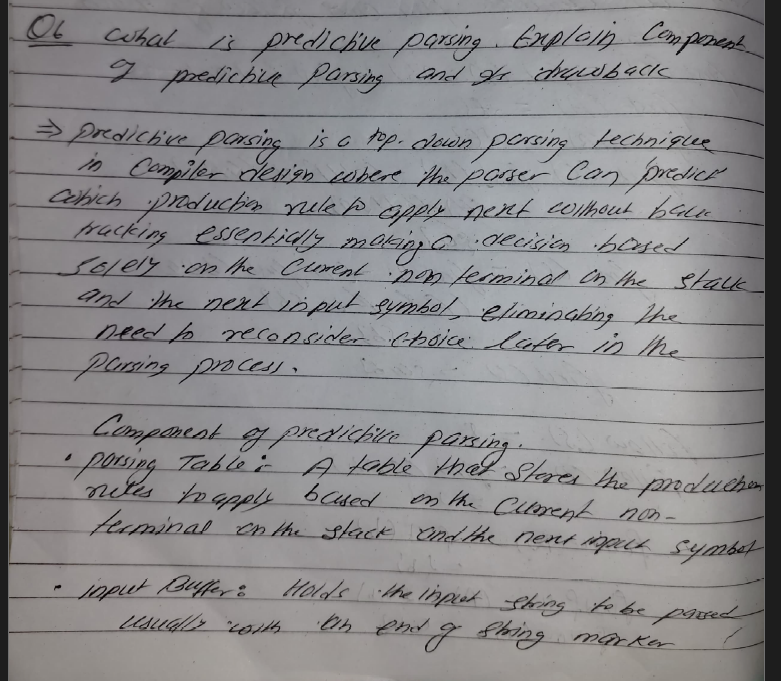 Q6 what is predictive parsing. Explain Component
of predictive Parsing and its drawback
⇒ predictive parsing is a top-down parsing technique
in Compiler design where the parser Can predict
which production rule to apply next without back
tracking essentially making a decision based
solely on the current non terminal on the stack
and the next input symbol, eliminating the
need to reconsider choice later in the
parsing process.
Component of predictive parsing.
• parsing Table: A table that stores the production
rules to apply based on the Current non-
terminal on the stack and the next input symbol
• input Buffer: Holds the input string to be parsed
usually with an end of string marker